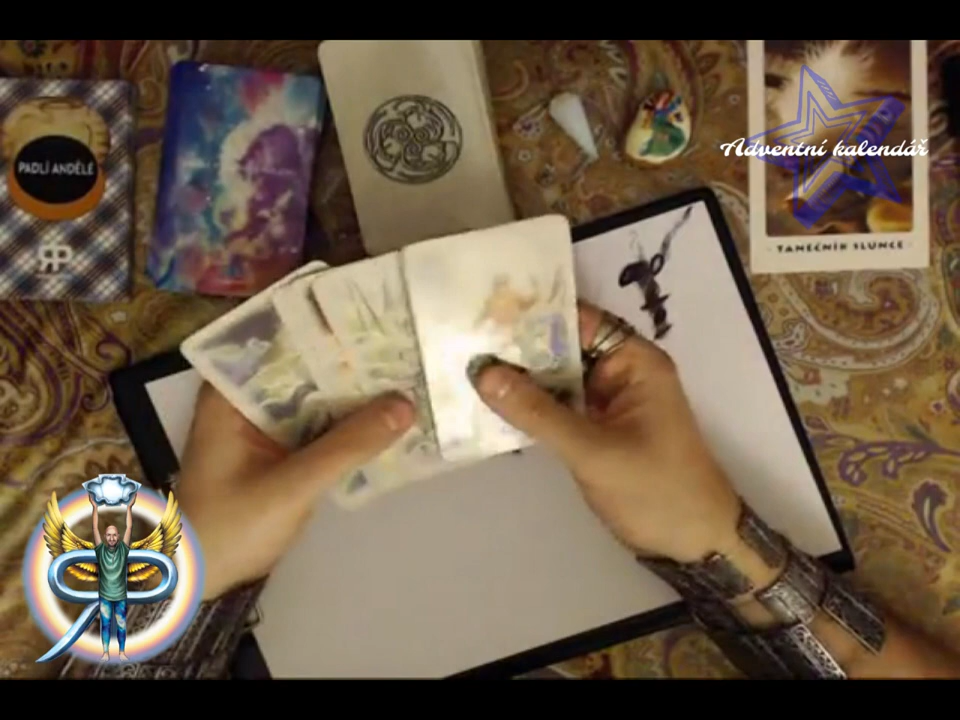 PADLÍ ANDĚLÉ
Adventní kalendář
· TANEČNÍK SLUNCE ·